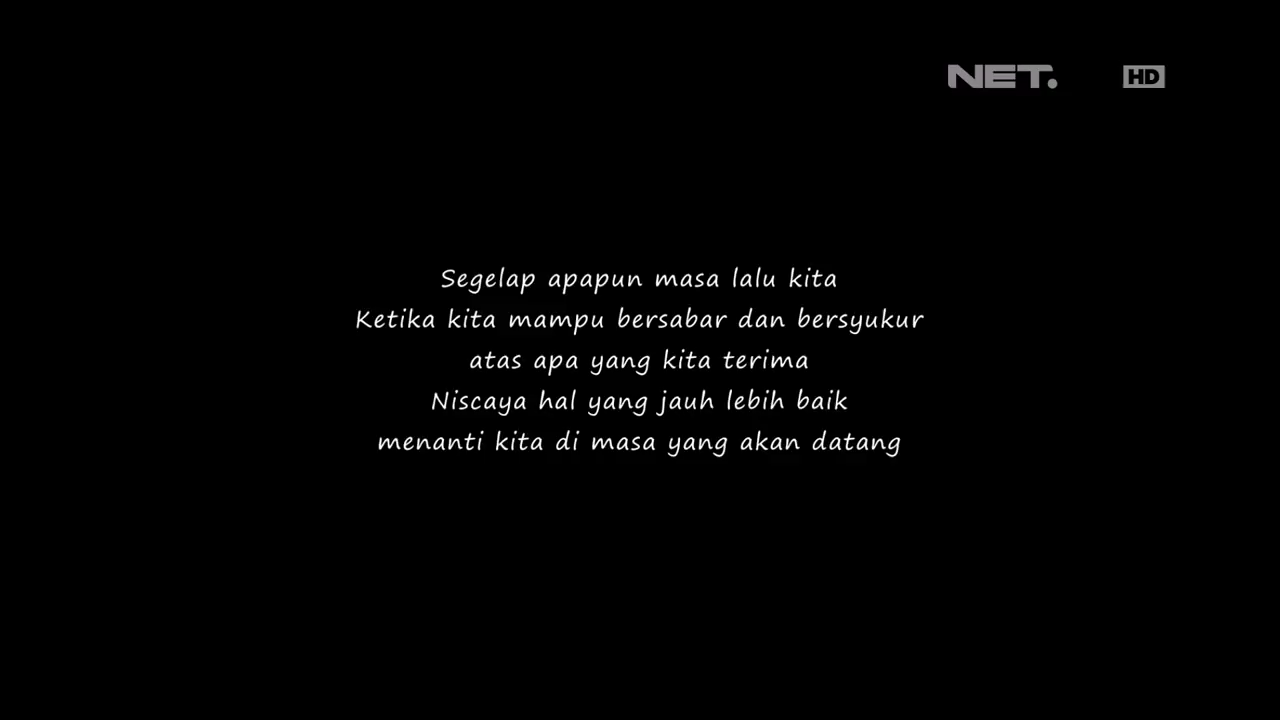 NET. HD
Segelap apapun masa lalu kita
Ketika kita mampu bersabar dan bersyukur
atas apa yang kita terima
Niscaya hal yang jauh lebih baik
menanti kita di masa yang akan datang